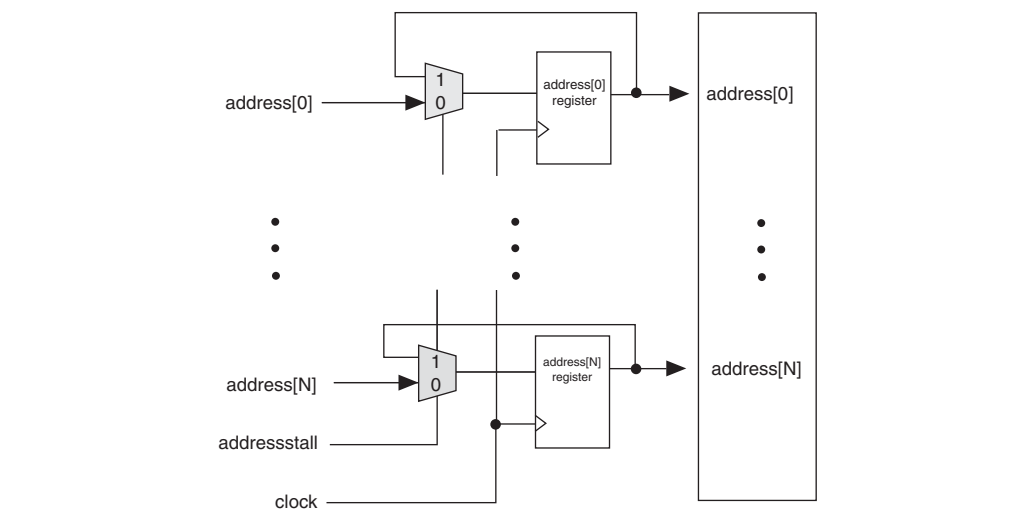 1
address[0]
0
address[0]
register
address[0]
1
address[N]
0
address[N]
register
address[N]
addressstall
clock